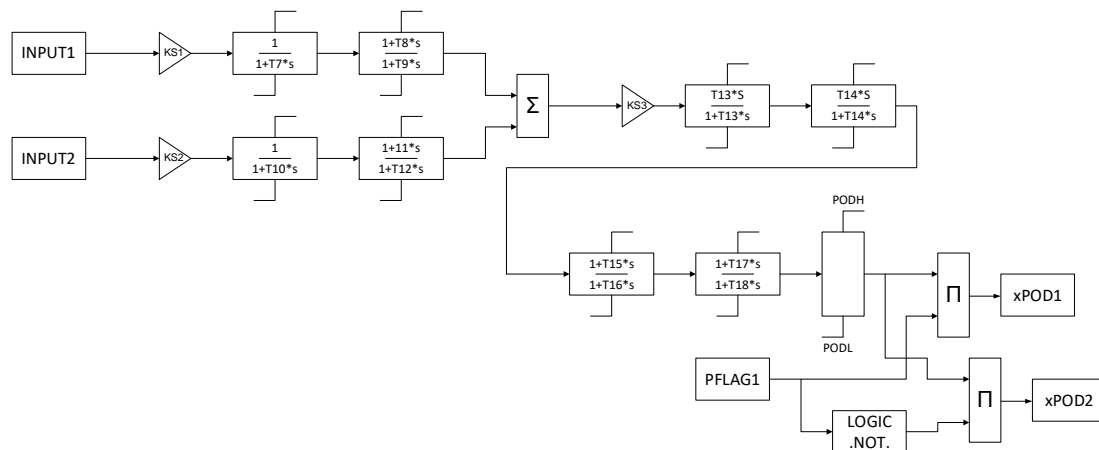 INPUT1
KS1
1
1+T7*s
1+T8*s
1+T9*s
Σ
KS3
T13*S
1+T13*s
T14*S
1+T14*s
INPUT2
KS2
1
1+T10*s
1+11*s
1+T12*s
PODH
1+T15*s
1+T16*s
1+T17*s
1+T18*s
PODL
Π
xPOD1
PFLAG1
Π
xPOD2
LOGIC
.NOT.